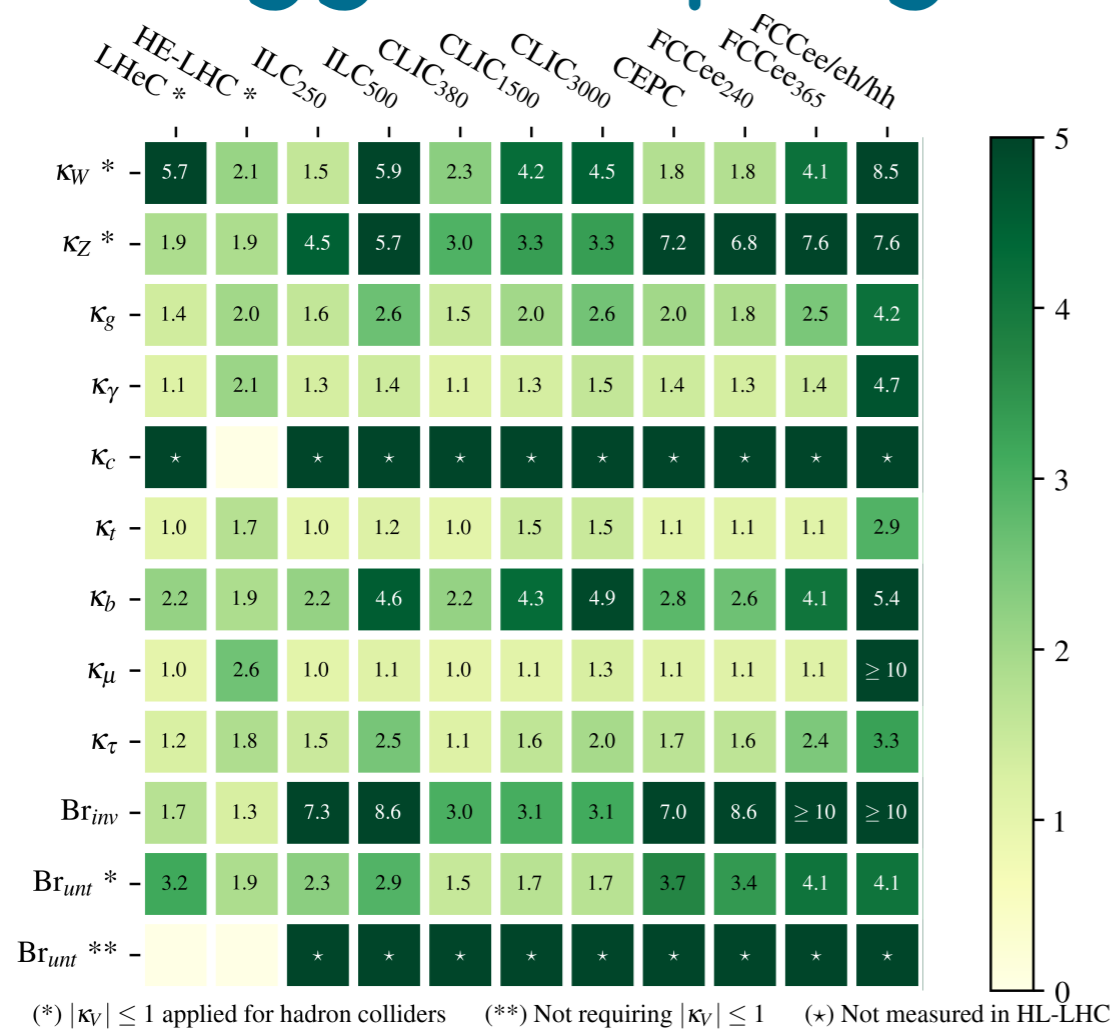 LHeC *
HE-LHC *
ILC250
ILC500
CLIC380
CLIC1500
CLIC3000
CEPC
FCCee240
FCCee365
FCCee/eh/hh
κW * 5.7 2.1 1.5 5.9 2.3 4.2 4.5 1.8 1.8 4.1 8.5
κZ * 1.9 1.9 4.5 5.7 3.0 3.3 3.3 7.2 6.8 7.6 7.6
κg 1.4 2.0 1.6 2.6 1.5 2.0 2.6 2.0 1.8 2.5 4.2
κγ 1.1 2.1 1.3 1.4 1.1 1.3 1.5 1.4 1.3 1.4 4.7
κc ⋆ ⋆ ⋆ ⋆ ⋆ ⋆ ⋆ ⋆ ⋆ ⋆
κt 1.0 1.7 1.0 1.2 1.0 1.5 1.5 1.1 1.1 1.1 2.9
κb 2.2 1.9 2.2 4.6 2.2 4.3 4.9 2.8 2.6 4.1 5.4
κμ 1.0 2.6 1.0 1.1 1.0 1.1 1.3 1.1 1.1 1.1 ≥ 10
κτ 1.2 1.8 1.5 2.5 1.1 1.6 2.0 1.7 1.6 2.4 3.3
Brinv 1.7 1.3 7.3 8.6 3.0 3.1 3.1 7.0 8.6 ≥ 10 ≥ 10
Brunt * 3.2 1.9 2.3 2.9 1.5 1.7 1.7 3.7 3.4 4.1 4.1
Brunt ** ⋆ ⋆ ⋆ ⋆ ⋆ ⋆ ⋆ ⋆ ⋆
5
4
3
2
1
0
(*) |κV| ≤ 1 applied for hadron colliders (**) Not requiring |κV| ≤ 1 (⋆) Not measured in HL-LHC